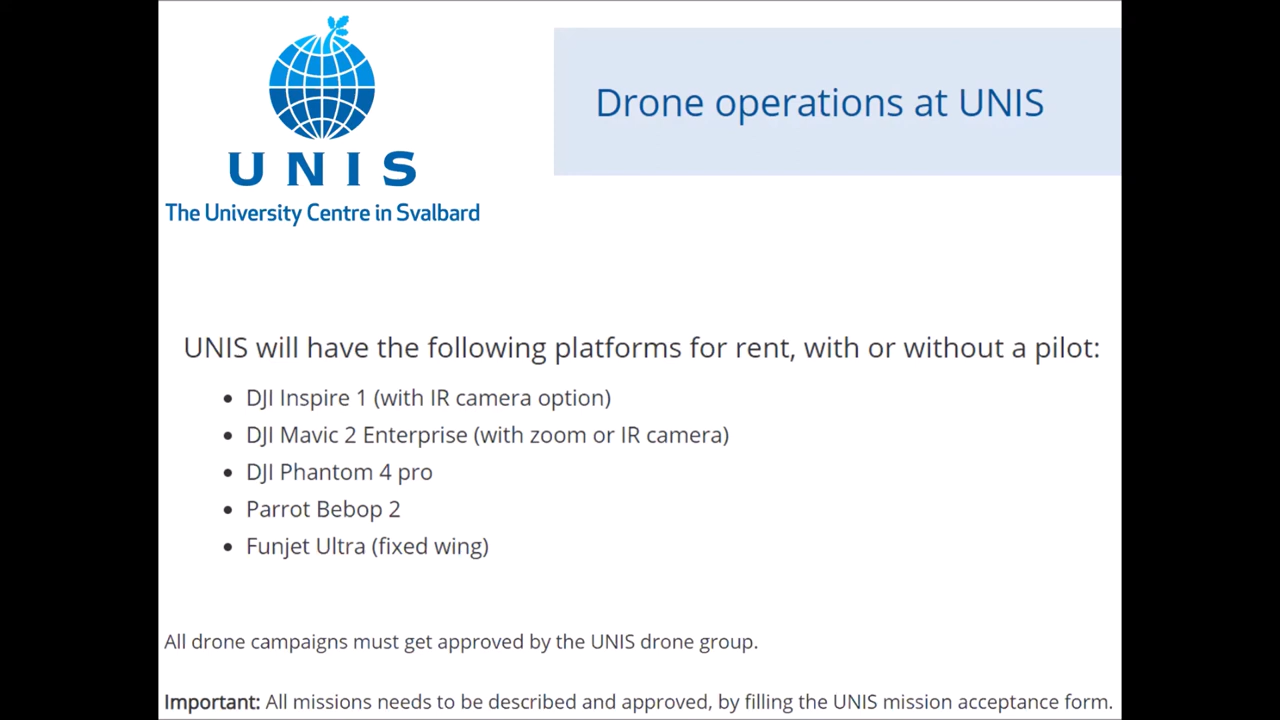 UNIS
The University Centre in Svalbard
Drone operations at UNIS
UNIS will have the following platforms for rent, with or without a pilot:
• DJI Inspire 1 (with IR camera option)
• DJI Mavic 2 Enterprise (with zoom or IR camera)
• DJI Phantom 4 pro
• Parrot Bebop 2
• Funjet Ultra (fixed wing)
All drone campaigns must get approved by the UNIS drone group.
Important: All missions needs to be described and approved, by filling the UNIS mission acceptance form.